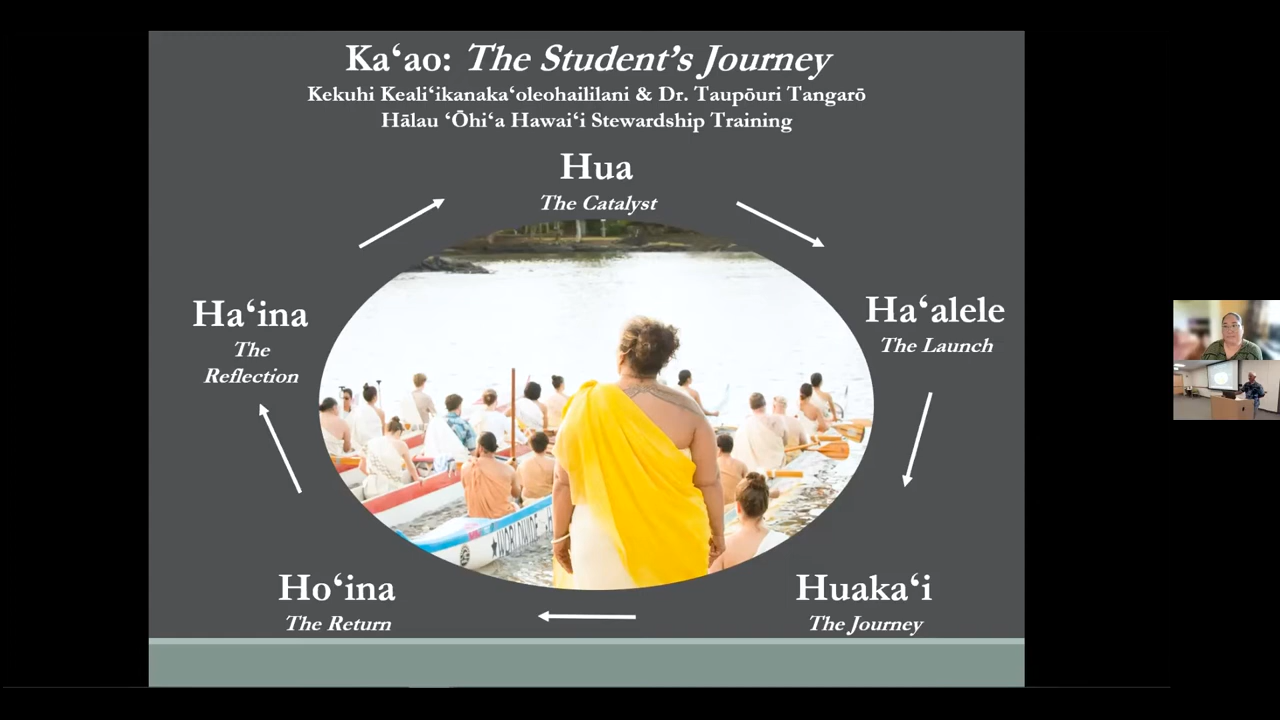 Kaʻao: The Student’s Journey
Kekuhi Kealiʻikanakaʻoleohaililani & Dr. Taupōuri Tangarō
Hālau ʻŌhiʻa Hawaiʻi Stewardship Training
Hua
The Catalyst
Haʻalele
The Launch
Huakaʻi
The Journey
Hoʻina
The Return
Haʻina
The
Reflection
WORLDWIDE